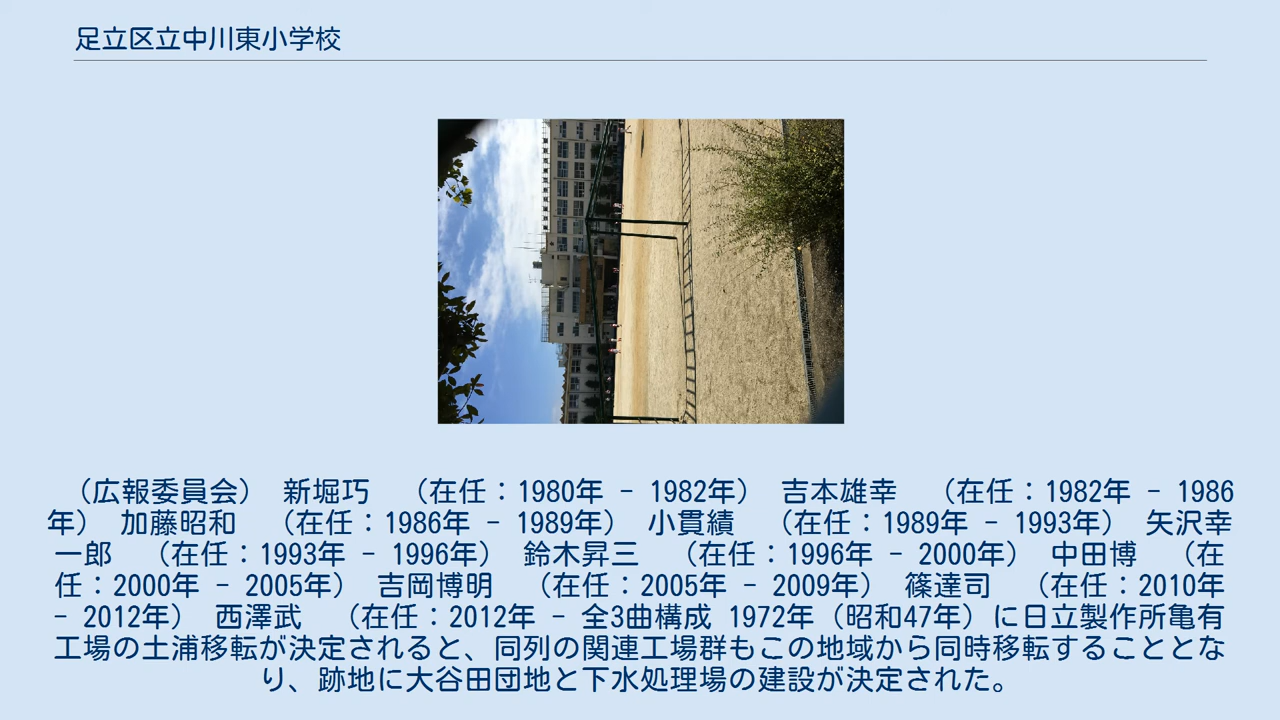 足立区立中川東小学校
（広報委員会） 新堀巧 （在任：1980年 - 1982年） 吉本雄幸 （在任：1982年 - 1986
年） 加藤昭和 （在任：1986年 - 1989年） 小貫績 （在任：1989年 - 1993年） 矢沢幸
一郎 （在任：1993年 - 1996年） 鈴木昇三 （在任：1996年 - 2000年） 中田博 （在
任：2000年 - 2005年） 吉岡博明 （在任：2005年 - 2009年） 篠達司 （在任：2010年
- 2012年） 西澤武 （在任：2012年 - 全3曲構成 1972年（昭和47年）に日立製作所亀有
工場の土浦移転が決定されると、同列の関連工場群もこの地域から同時移転することとな
り、跡地に大谷田団地と下水処理場の建設が決定された。